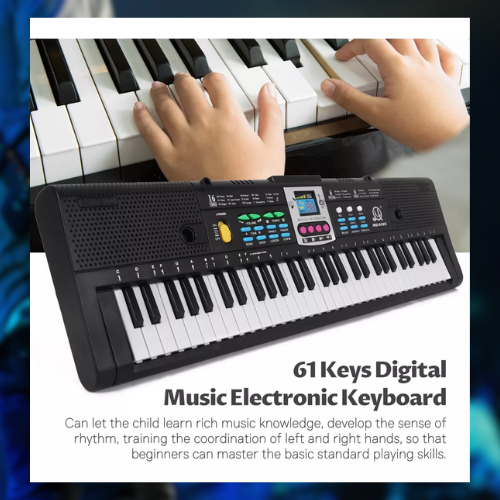 61 Keys Digital
Music Electronic Keyboard
Can let the child learn rich music knowledge, develop the sense of
rhythm, training the coordination of left and right hands, so that
beginners can master the basic standard playing skills.